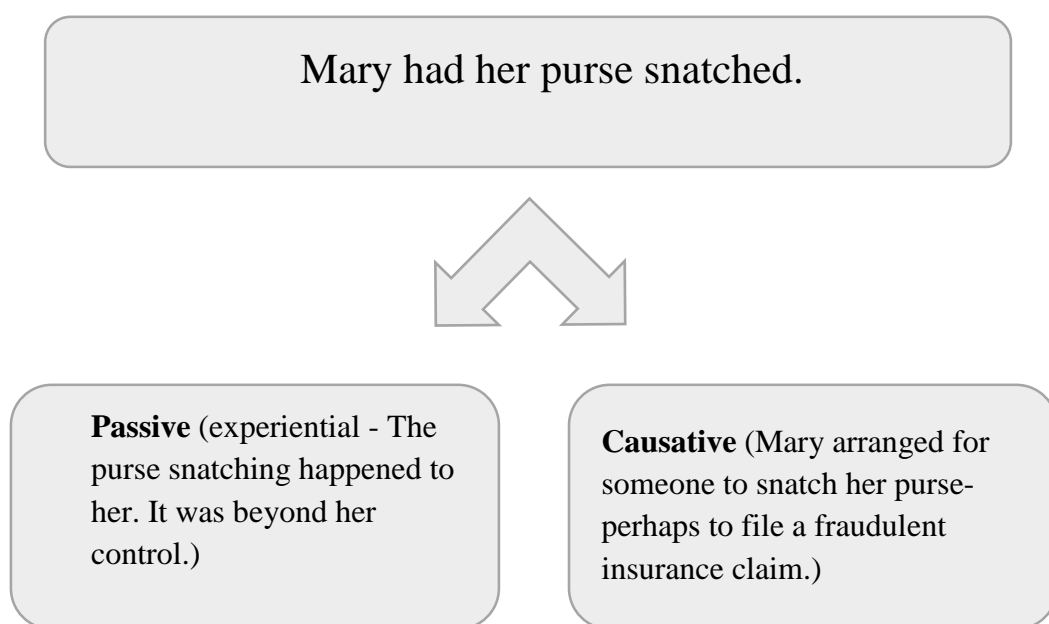 Mary had her purse snatched.
Passive (experiential - The
purse snatching happened to
her. It was beyond her
control.)
Causative (Mary arranged for
someone to snatch her purse-
perhaps to file a fraudulent
insurance claim.)